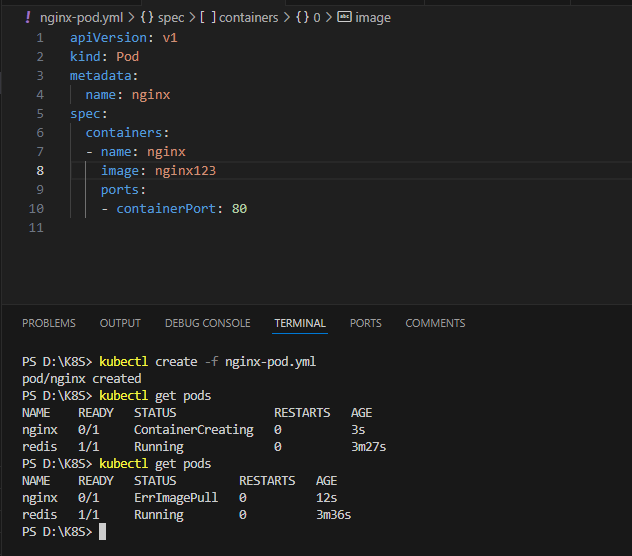 ! nginx-pod.yml > {} spec > [ ] containers > {} 0 > abc image
1 apiVersion: v1
2 kind: Pod
3 metadata:
4   name: nginx
5 spec:
6   containers:
7   - name: nginx
8     image: nginx123
9     ports:
10     - containerPort: 80
11
PROBLEMS OUTPUT DEBUG CONSOLE TERMINAL PORTS COMMENTS
PS D:\K8S> kubectl create -f nginx-pod.yml
pod/nginx created
PS D:\K8S> kubectl get pods
NAME    READY   STATUS              RESTARTS   AGE
nginx   0/1     ContainerCreating   0          3s
redis   1/1     Running             0          3m27s
PS D:\K8S> kubectl get pods
NAME    READY   STATUS         RESTARTS   AGE
nginx   0/1     ErrImagePull   0          12s
redis   1/1     Running        0          3m36s
PS D:\K8S>